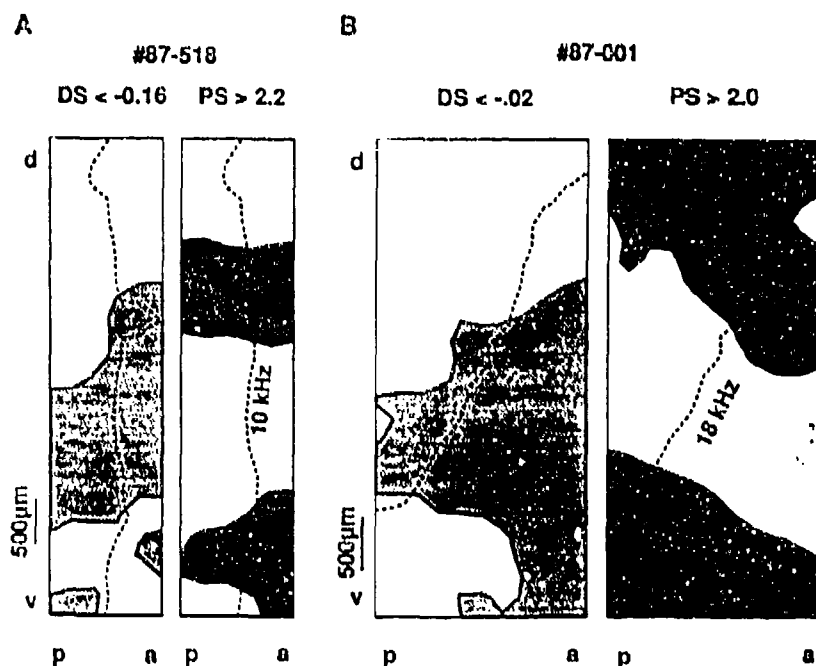 A
B
#87-518
#87-001
DS < -0.16
PS > 2.2
DS < -.02
PS > 2.0
d
d
10 kHz
18 kHz
500µm
500µm
v
v
p
a
p
a
p
a
p
a